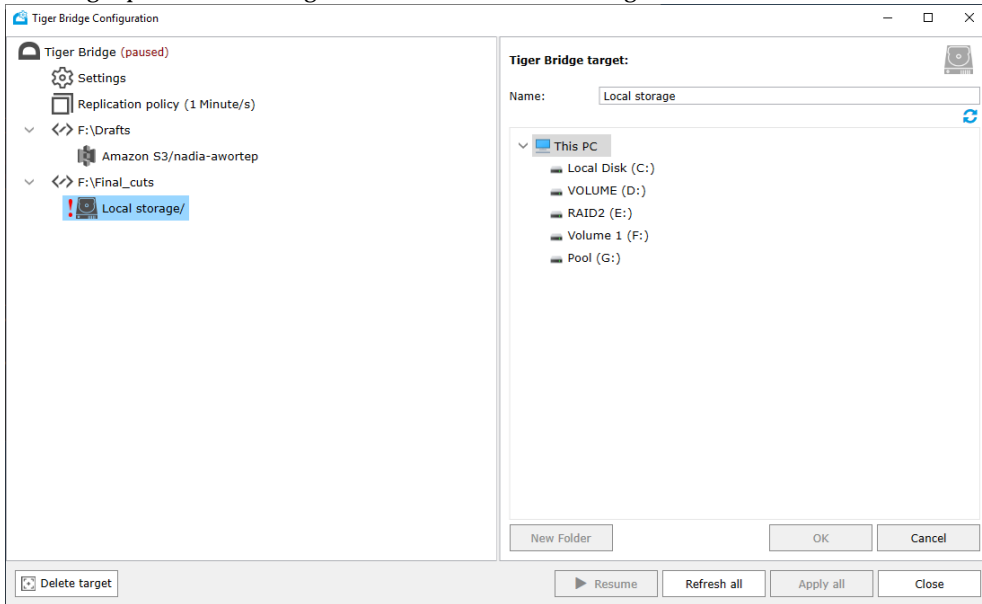 Tiger Bridge Configuration
Tiger Bridge (paused)
Settings
Replication policy (1 Minute/s)
F:\Drafts
Amazon S3/nadia-awortep
F:\Final_cuts
! Local storage/
Tiger Bridge target:
Name: Local storage
This PC
Local Disk (C:)
VOLUME (D:)
RAID2 (E:)
Volume 1 (F:)
Pool (G:)
New Folder OK Cancel
Delete target Resume Refresh all Apply all Close